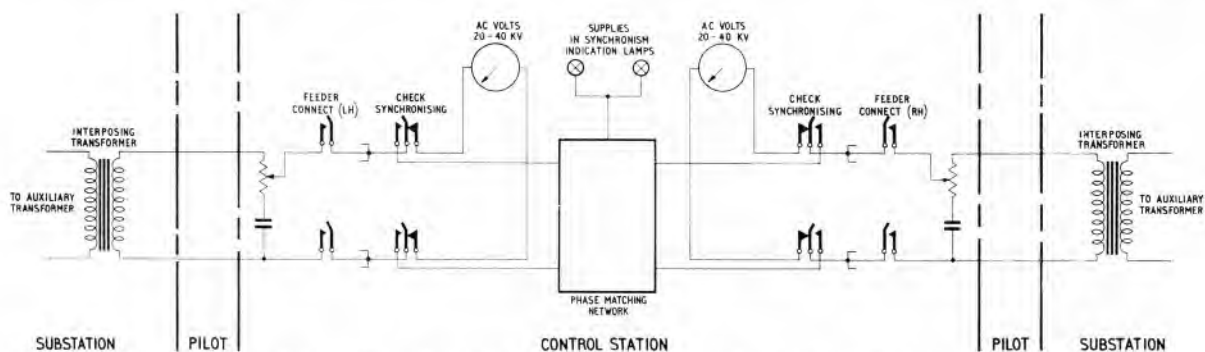 AC VOLTS
20-40 KV
SUPPLIES
IN SYNCHRONISM
INDICATION LAMPS
AC VOLTS
20-40 KV
FEEDER
CONNECT (LH)
CHECK
SYNCHRONISING
CHECK
SYNCHRONISING
FEEDER
CONNECT (RH)
INTERPOSING
TRANSFORMER
INTERPOSING
TRANSFORMER
TO AUXILIARY
TRANSFORMER
TO AUXILIARY
TRANSFORMER
PHASE MATCHING
NETWORK
SUBSTATION
PILOT
CONTROL STATION
PILOT
SUBSTATION